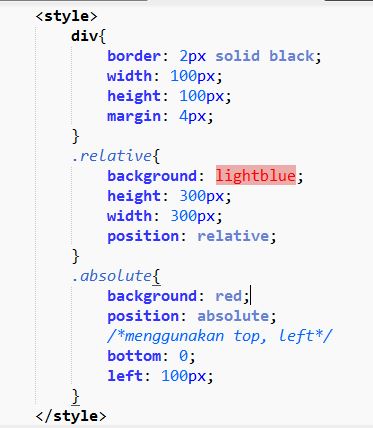 <style>
div{
border: 2px solid black;
width: 100px;
height: 100px;
margin: 4px;
}
.relative{
background: lightblue;
height: 300px;
width: 300px;
position: relative;
}
.absolute{
background: red;
position: absolute;
/*menggunakan top, left*/
bottom: 0;
left: 100px;
}
</style>